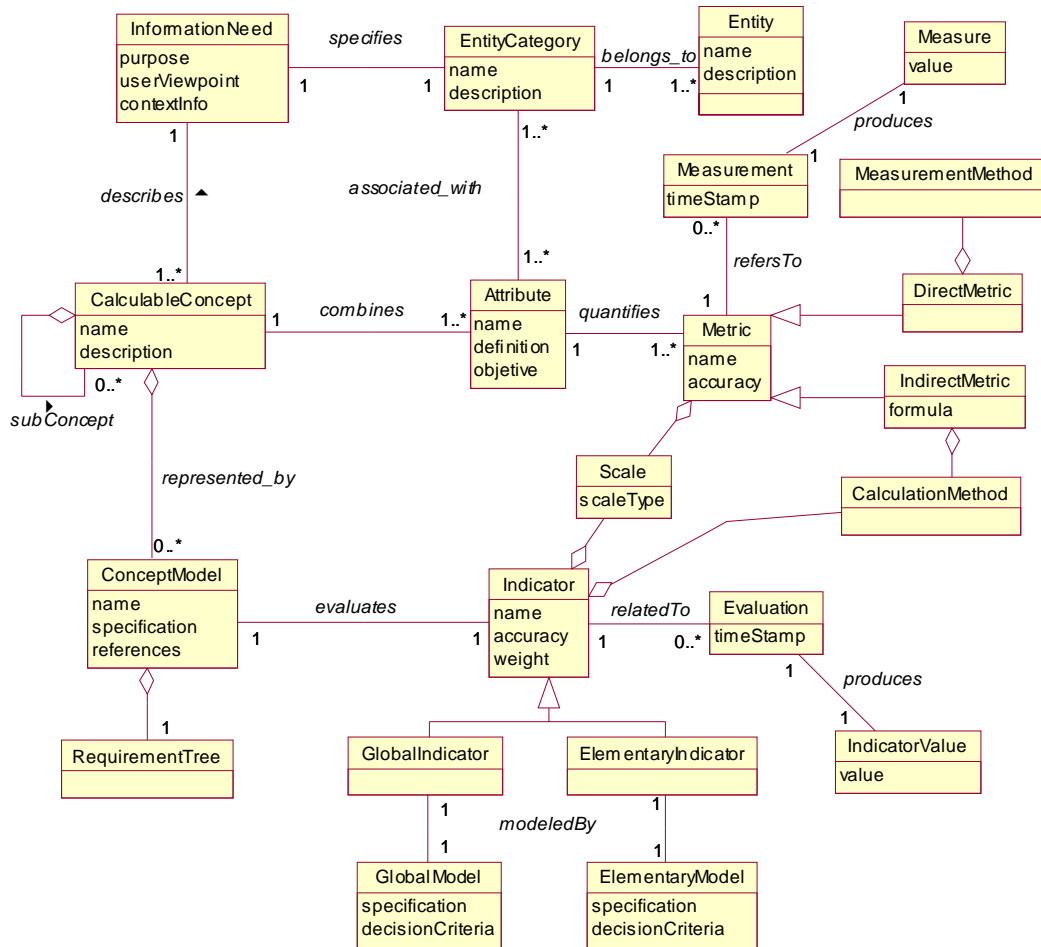 InformationNeed
purpose
userViewpoint
contextInfo
specifies
1
1
EntityCategory
name
description
belongs_to
1
1..*
Entity
name
description
Measure
value
1
produces
1
Measurement
timeStamp
0..*
refersTo
1
MeasurementMethod
DirectMetric
1
describes
1..*
1..*
associated_with
1..*
CalculableConcept
name
description
0..*
subConcept
1
combines
1..*
Attribute
name
definition
objetive
quantifies
1
1..*
Metric
name
accuracy
IndirectMetric
formula
CalculationMethod
Scale
scaleType
represented_by
0..*
ConceptModel
name
specification
references
evaluates
1
1
Indicator
name
accuracy
weight
relatedTo
1
0..*
Evaluation
timeStamp
1
produces
1
IndicatorValue
value
1
RequirementTree
GlobalIndicator
ElementaryIndicator
1
1
modeledBy
1
1
GlobalModel
specification
decisionCriteria
ElementaryModel
specification
decisionCriteria